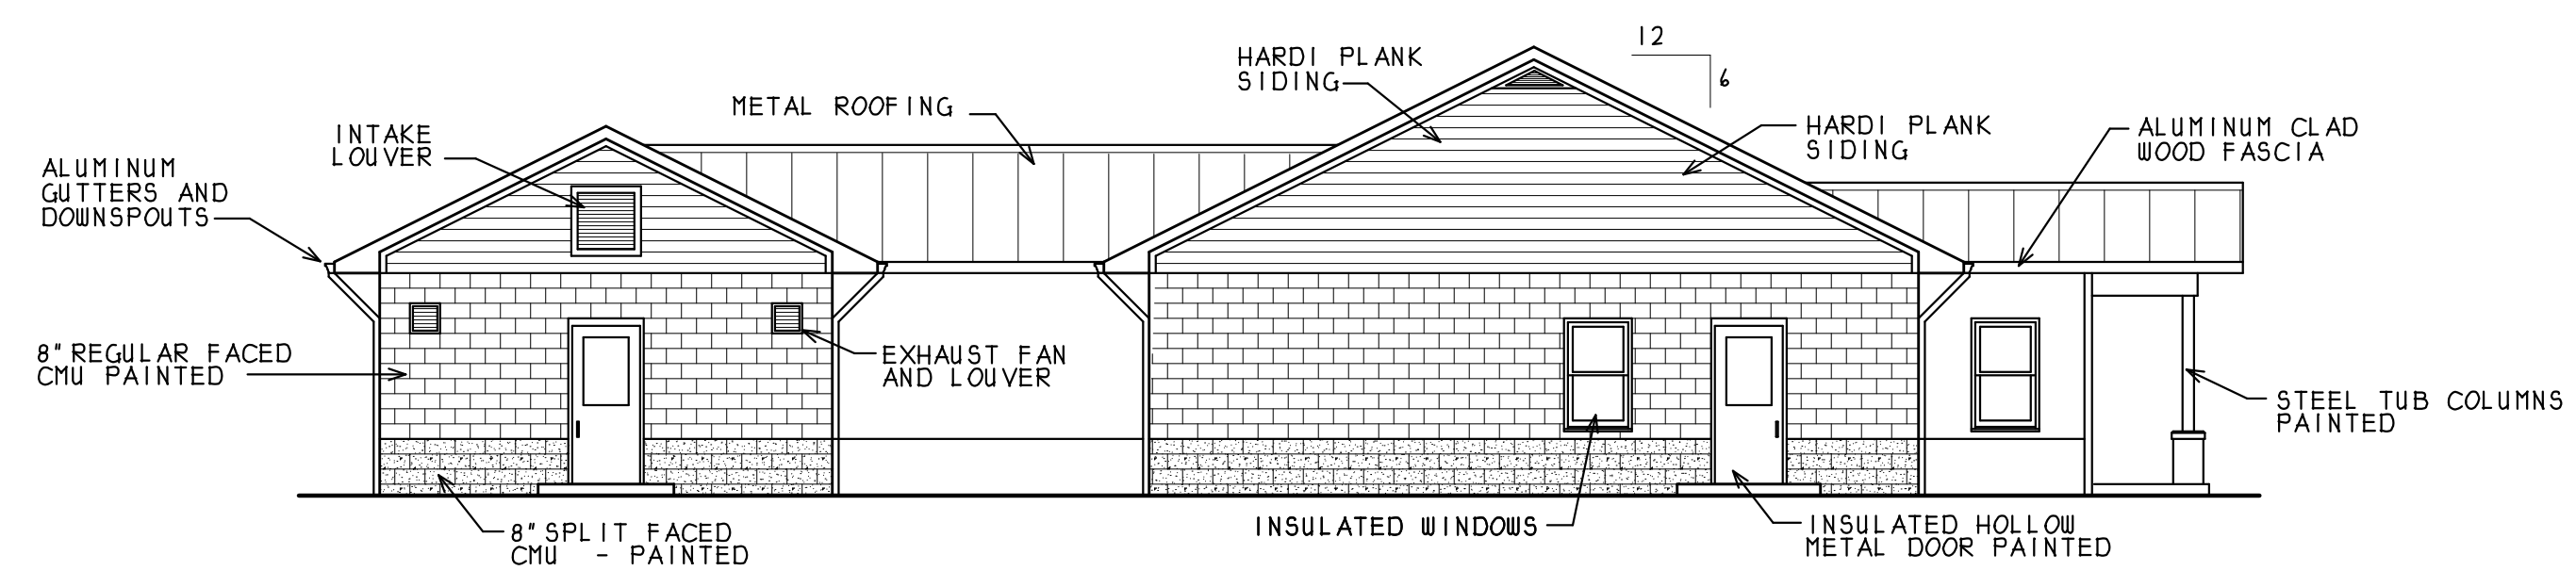 12
6
HARDI PLANK
SIDING
METAL ROOFING
INTAKE
LOUVER
ALUMINUM
GUTTERS AND
DOWNSPOUTS
HARDI PLANK
SIDING
ALUMINUM CLAD
WOOD FASCIA
8" REGULAR FACED
CMU PAINTED
EXHAUST FAN
AND LOUVER
STEEL TUB COLUMNS
PAINTED
8" SPLIT FACED
CMU - PAINTED
INSULATED WINDOWS
INSULATED HOLLOW
METAL DOOR PAINTED